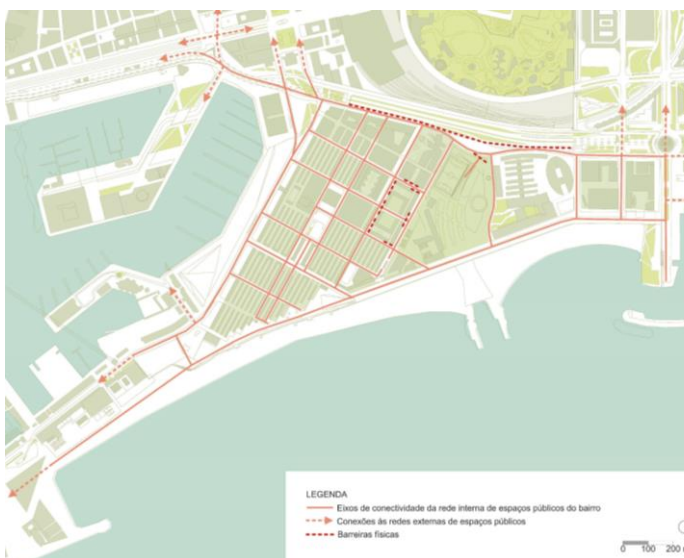 LEGENDA
Eixos de conectividade da rede interna de espaços públicos do bairro
Conexões às redes externas de espaços públicos
Barreiras físicas
0 100 200